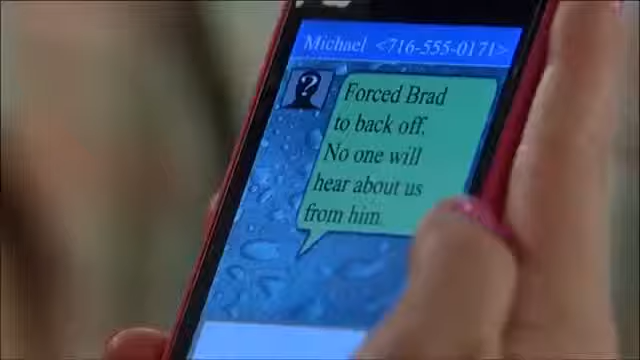 Michael <716-555-0171>
Forced Brad
to back off.
No one will
hear about us
from him.